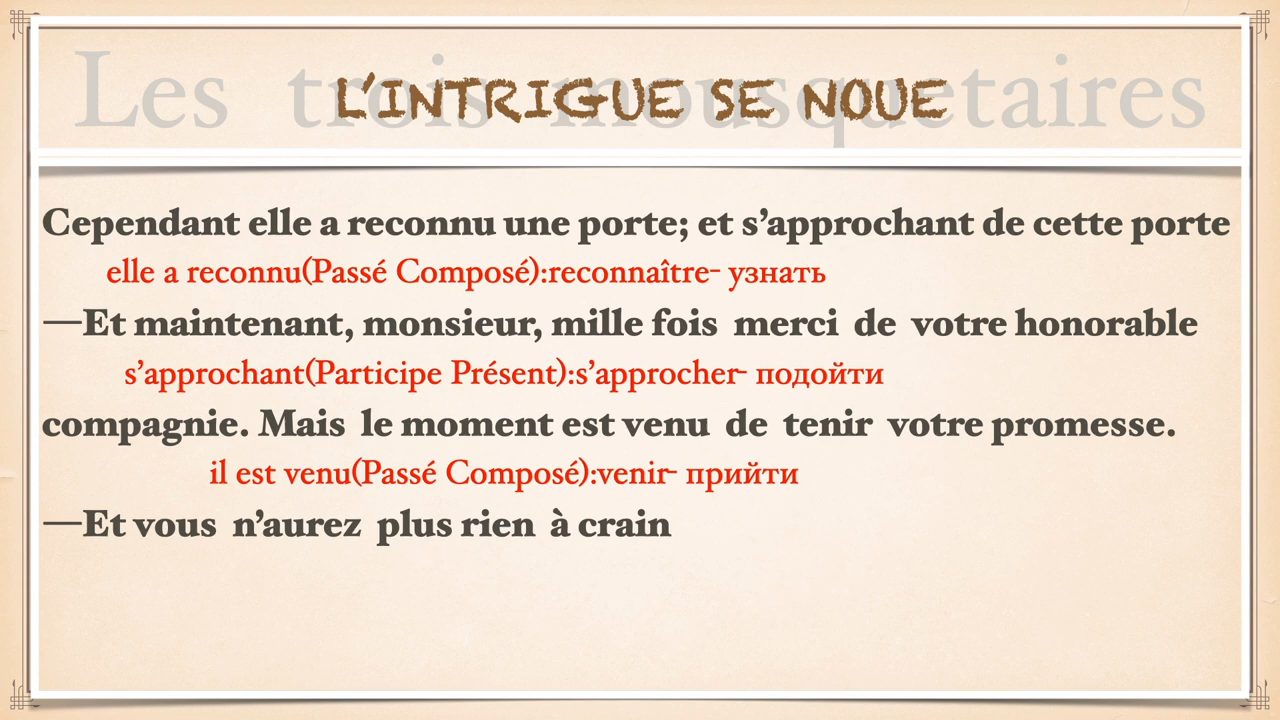 Les trois mousquetaires
L'INTRIGUE SE NOUE
Cependant elle a reconnu une porte; et s’approchant de cette porte
elle a reconnu(Passé Composé):reconnaître- узнать
—Et maintenant, monsieur, mille fois merci de votre honorable
s’approchant(Participe Présent):s’approcher- подойти
compagnie. Mais le moment est venu de tenir votre promesse.
il est venu(Passé Composé):venir- прийти
—Et vous n’aurez plus rien à crain